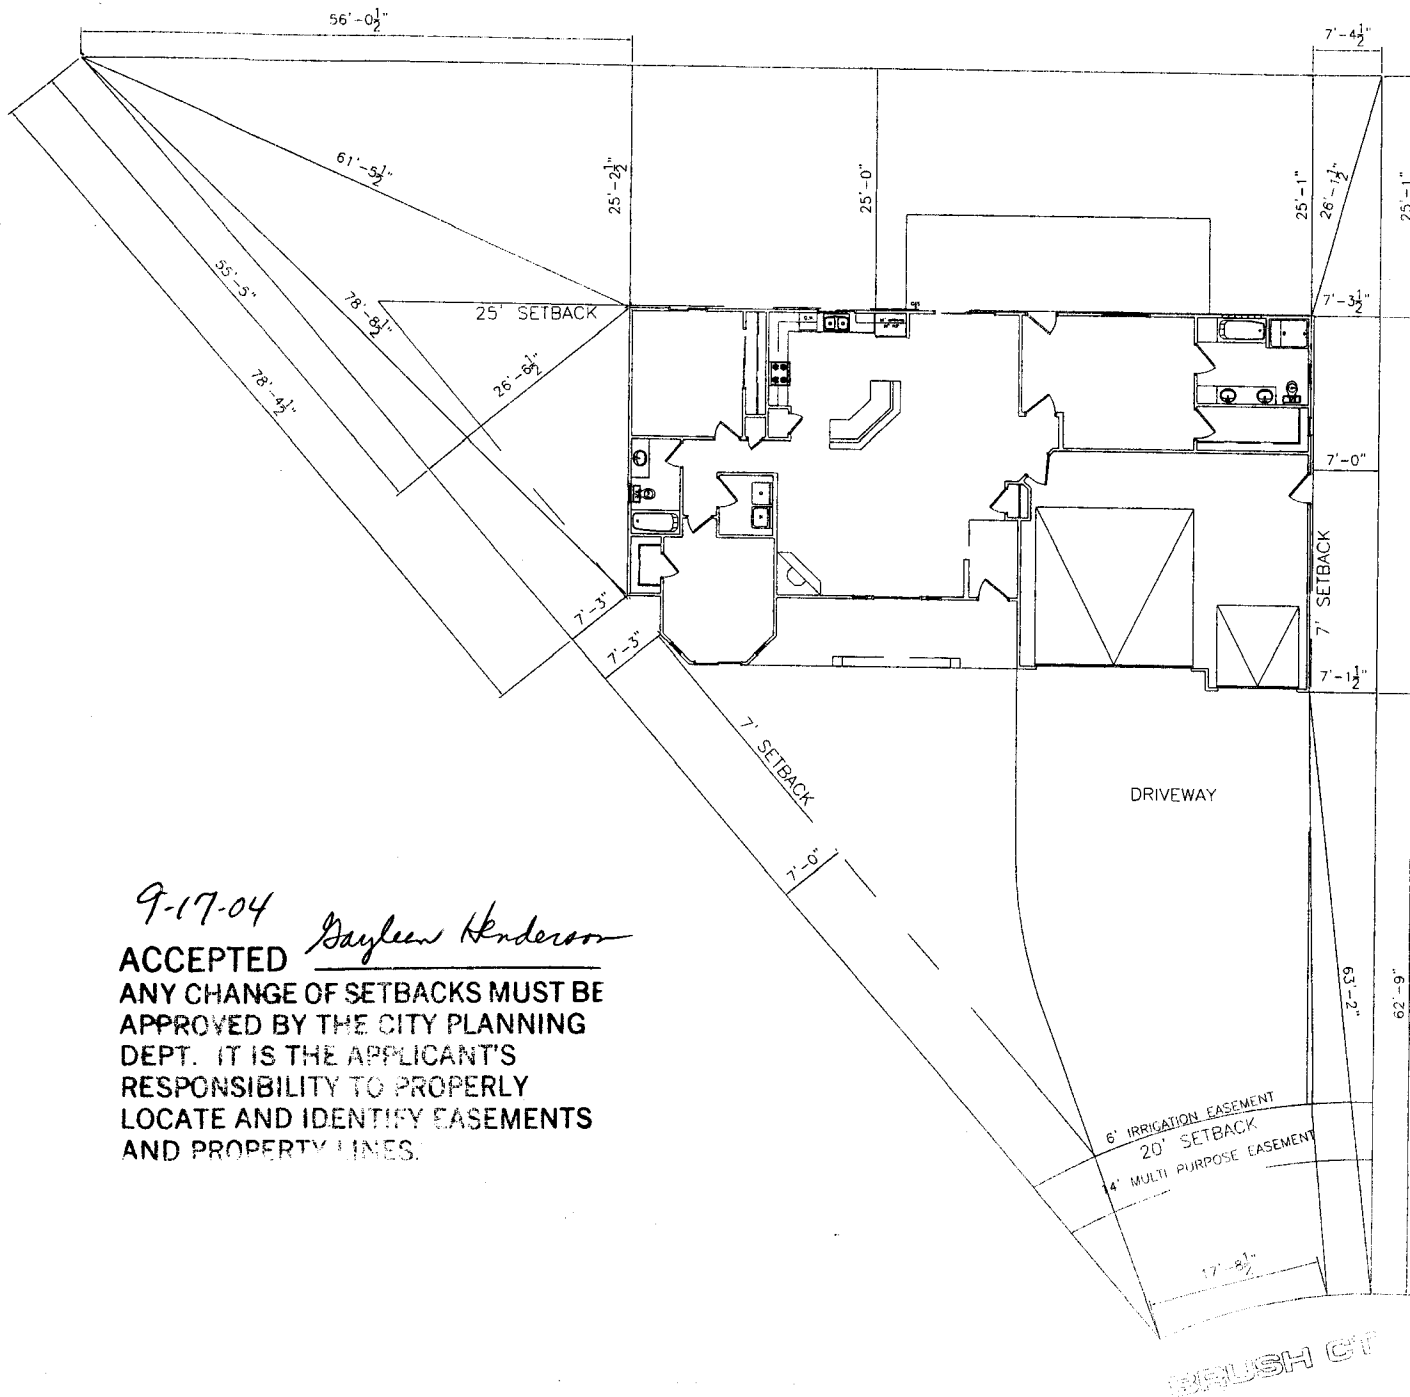 56'-0½"
7'-4½"
61'-5½"
25'-2½"
25'-0"
25'-1"
26'-1½"
25'-1"
55'-5"
78'-8½"
25' SETBACK
7'-3½"
78'-4½"
26'-6½"
7'-0"
7' SETBACK
7'-3"
7'-3"
7'-1½"
7' SETBACK
DRIVEWAY
7'-0"
9-17-04
Gayleen Henderson
ACCEPTED
ANY CHANGE OF SETBACKS MUST BE
APPROVED BY THE CITY PLANNING
DEPT. IT IS THE APPLICANT'S
RESPONSIBILITY TO PROPERLY
LOCATE AND IDENTIFY EASEMENTS
AND PROPERTY LINES.
63'-2"
62'-9"
6' IRRIGATION EASEMENT
20' SETBACK
14' MULTI PURPOSE EASEMENT
17'-8½"
BRUSH CT